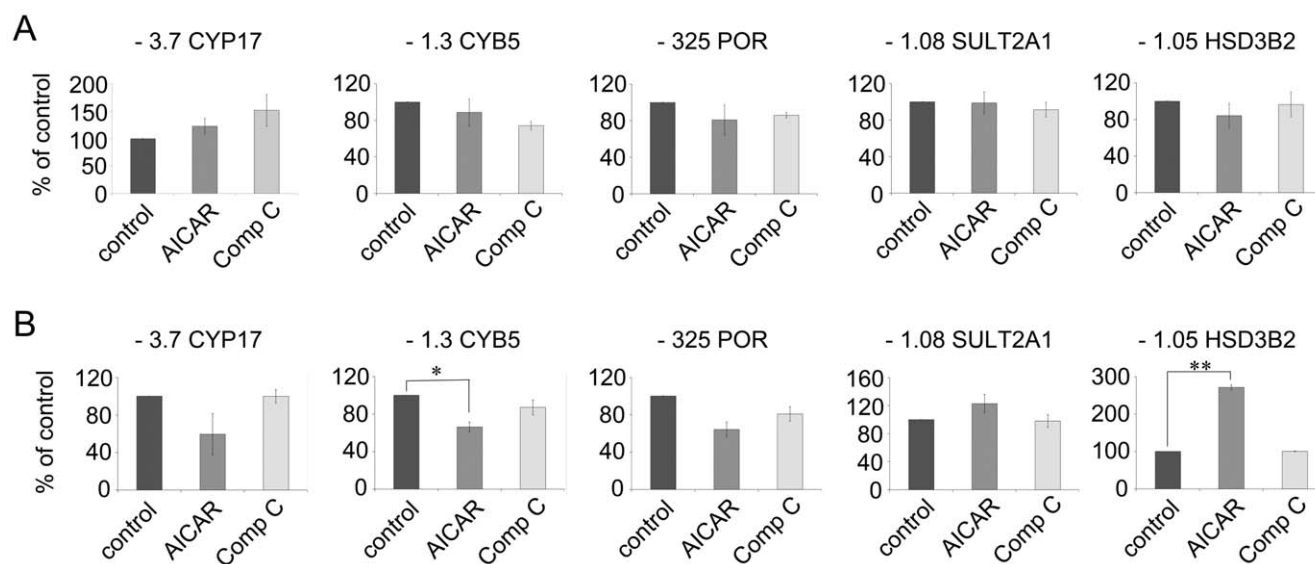 A
- 3.7 CYP17
- 1.3 CYB5
- 325 POR
- 1.08 SULT2A1
- 1.05 HSD3B2
% of control
200
150
100
50
0
control
AICAR
Comp C
120
80
40
0
control
AICAR
Comp C
120
80
40
0
control
AICAR
Comp C
120
80
40
0
control
AICAR
Comp C
120
80
40
0
control
AICAR
Comp C
B
- 3.7 CYP17
- 1.3 CYB5
- 325 POR
- 1.08 SULT2A1
- 1.05 HSD3B2
% of control
120
80
40
0
control
AICAR
Comp C
120
80
40
0
*
control
AICAR
Comp C
120
80
40
0
control
AICAR
Comp C
160
120
80
40
0
control
AICAR
Comp C
300
200
100
0
**
control
AICAR
Comp C